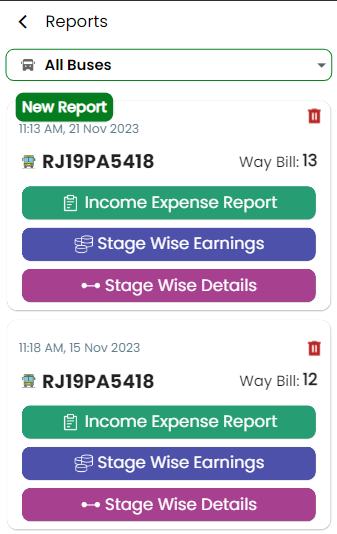 Reports
All Buses
New Report
11:13 AM, 21 Nov 2023
RJ19PA5418 Way Bill: 13
Income Expense Report
Stage Wise Earnings
Stage Wise Details
11:18 AM, 15 Nov 2023
RJ19PA5418 Way Bill: 12
Income Expense Report
Stage Wise Earnings
Stage Wise Details